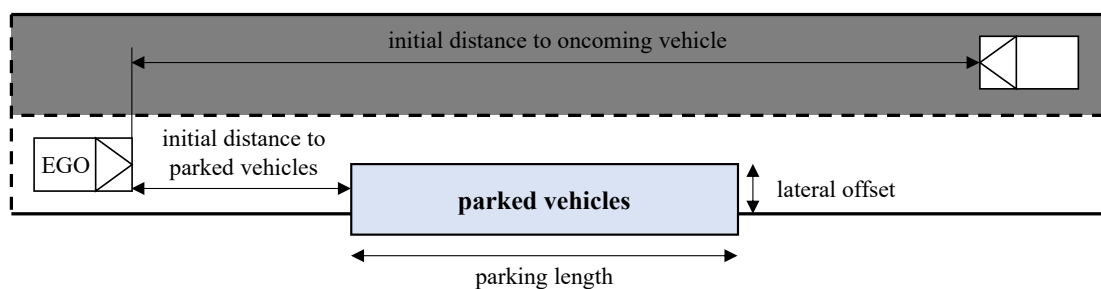 initial distance to oncoming vehicle
EGO
initial distance to
parked vehicles
parked vehicles
lateral offset
parking length